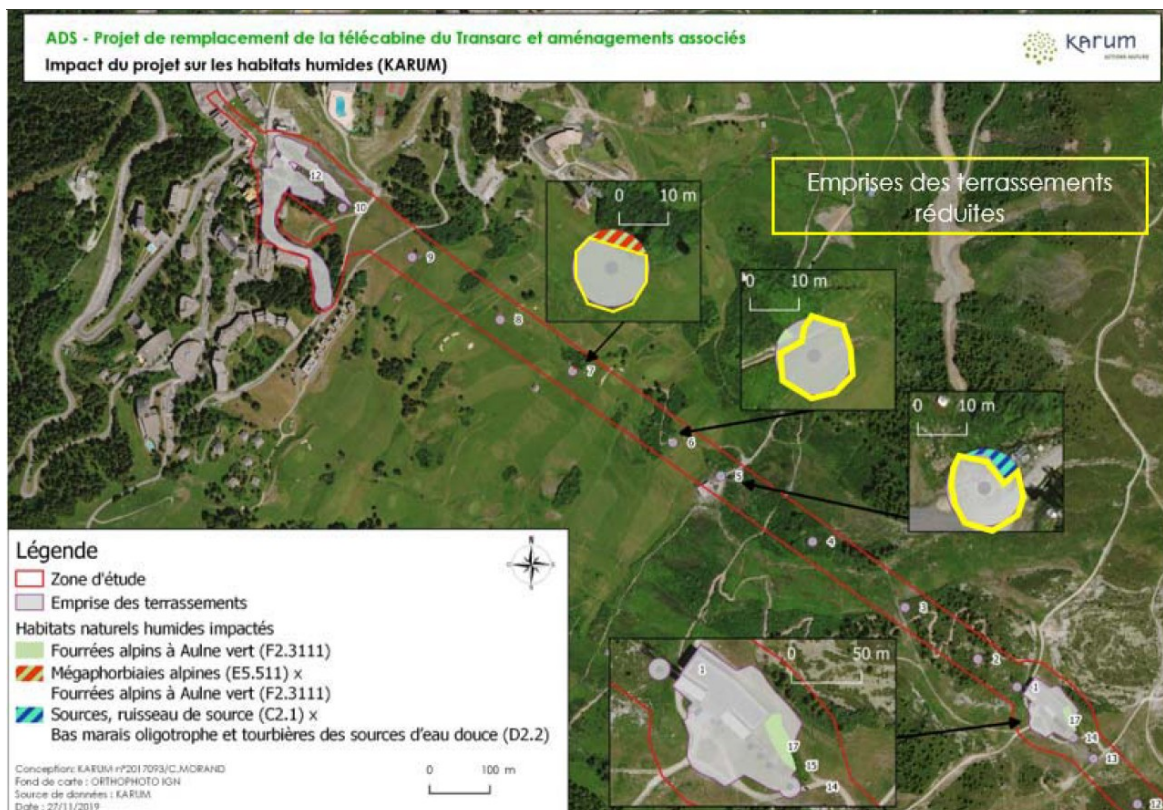 ADS - Projet de remplacement de la télécabine du Transarc et aménagements associés
Impact du projet sur les habitats humides (KARUM)
KARUM
ACTIONS NATURE
Emprises des terrassements
réduites
0 10 m
0 10 m
0 10 m
12
10
9
8
7
6
5
4
3
2
1
17
14
13
0 50 m
1
17
15
14
Légende
N
Zone d'étude
Emprise des terrassements
Habitats naturels humides impactés
Fourrées alpins à Aulne vert (F2.3111)
Mégaphorbiaies alpines (E5.511) x
Fourrées alpins à Aulne vert (F2.3111)
Sources, ruisseau de source (C2.1) x
Bas marais oligotrophe et tourbières des sources d'eau douce (D2.2)
Conception: KARUM n°2017093/C.MORAND
Fond de carte : ORTHOPHOTO IGN
Source de données : KARUM
Date : 27/11/2019
0 100 m